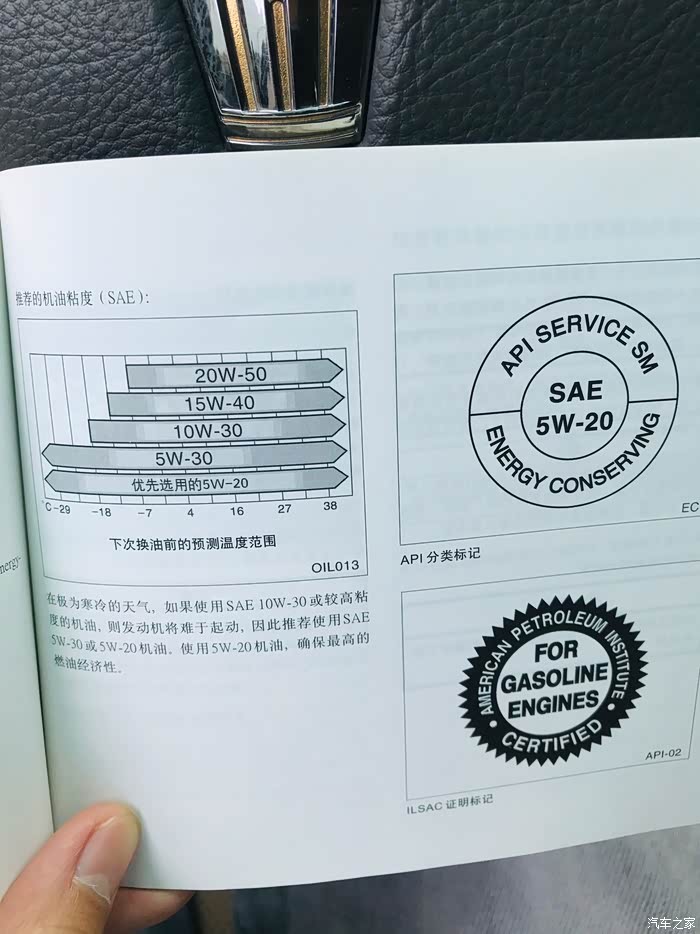 推荐的机油粘度（SAE）：
20W-50
15W-40
10W-30
5W-30
优先选用的5W-20
°C -29 -18 -7 4 16 27 38
下次换油前的预测温度范围
OIL013
在极为寒冷的天气，如果使用SAE 10W-30或较高粘
度的机油，则发动机将难于起动，因此推荐使用SAE
5W-30或5W-20机油。使用5W-20机油，确保最高的
燃油经济性。
nergy-
API SERVICE SM
SAE
5W-20
ENERGY CONSERVING
EC
API 分类标记
AMERICAN PETROLEUM INSTITUTE
FOR
GASOLINE
ENGINES
CERTIFIED
API-02
ILSAC 证明标记
汽车之家